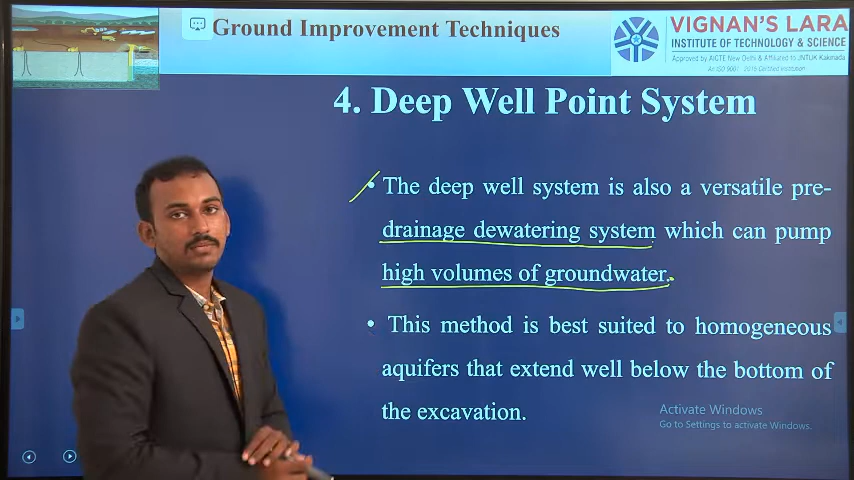 Ground Improvement Techniques
VIGNAN'S LARA
INSTITUTE OF TECHNOLOGY & SCIENCE
Approved by AICTE New Delhi & Affiliated to JNTUK Kakinada
An ISO 9001 : 2015 Certified Institution
4. Deep Well Point System
• The deep well system is also a versatile pre-
drainage dewatering system which can pump
high volumes of groundwater.
• This method is best suited to homogeneous
aquifers that extend well below the bottom of
the excavation.
Activate Windows
Go to Settings to activate Windows.